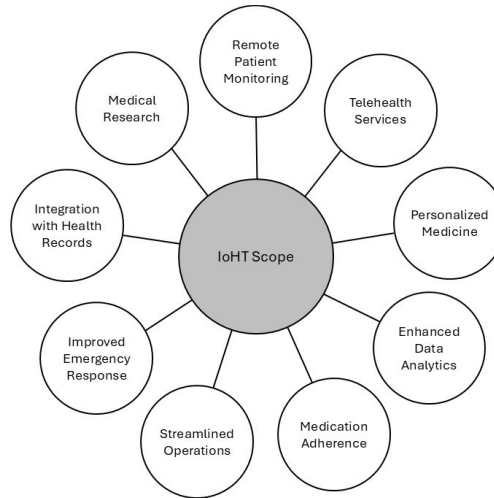 Remote
Patient
Monitoring
Telehealth
Services
Personalized
Medicine
Enhanced
Data
Analytics
Medication
Adherence
Streamlined
Operations
Improved
Emergency
Response
Integration
with Health
Records
Medical
Research
IoHT Scope